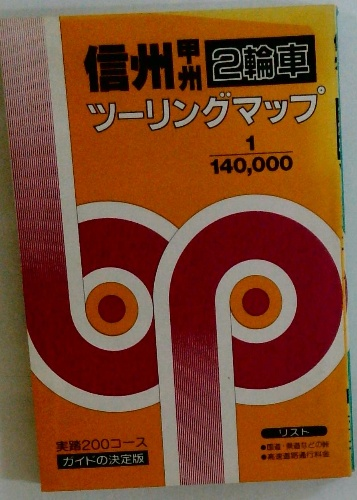 信州 甲州 2輪車
ツーリングマップ
1
140,000
実踏200コース
ガイドの決定版
リスト
●国道・県道などの峠
●高速道路通行料金